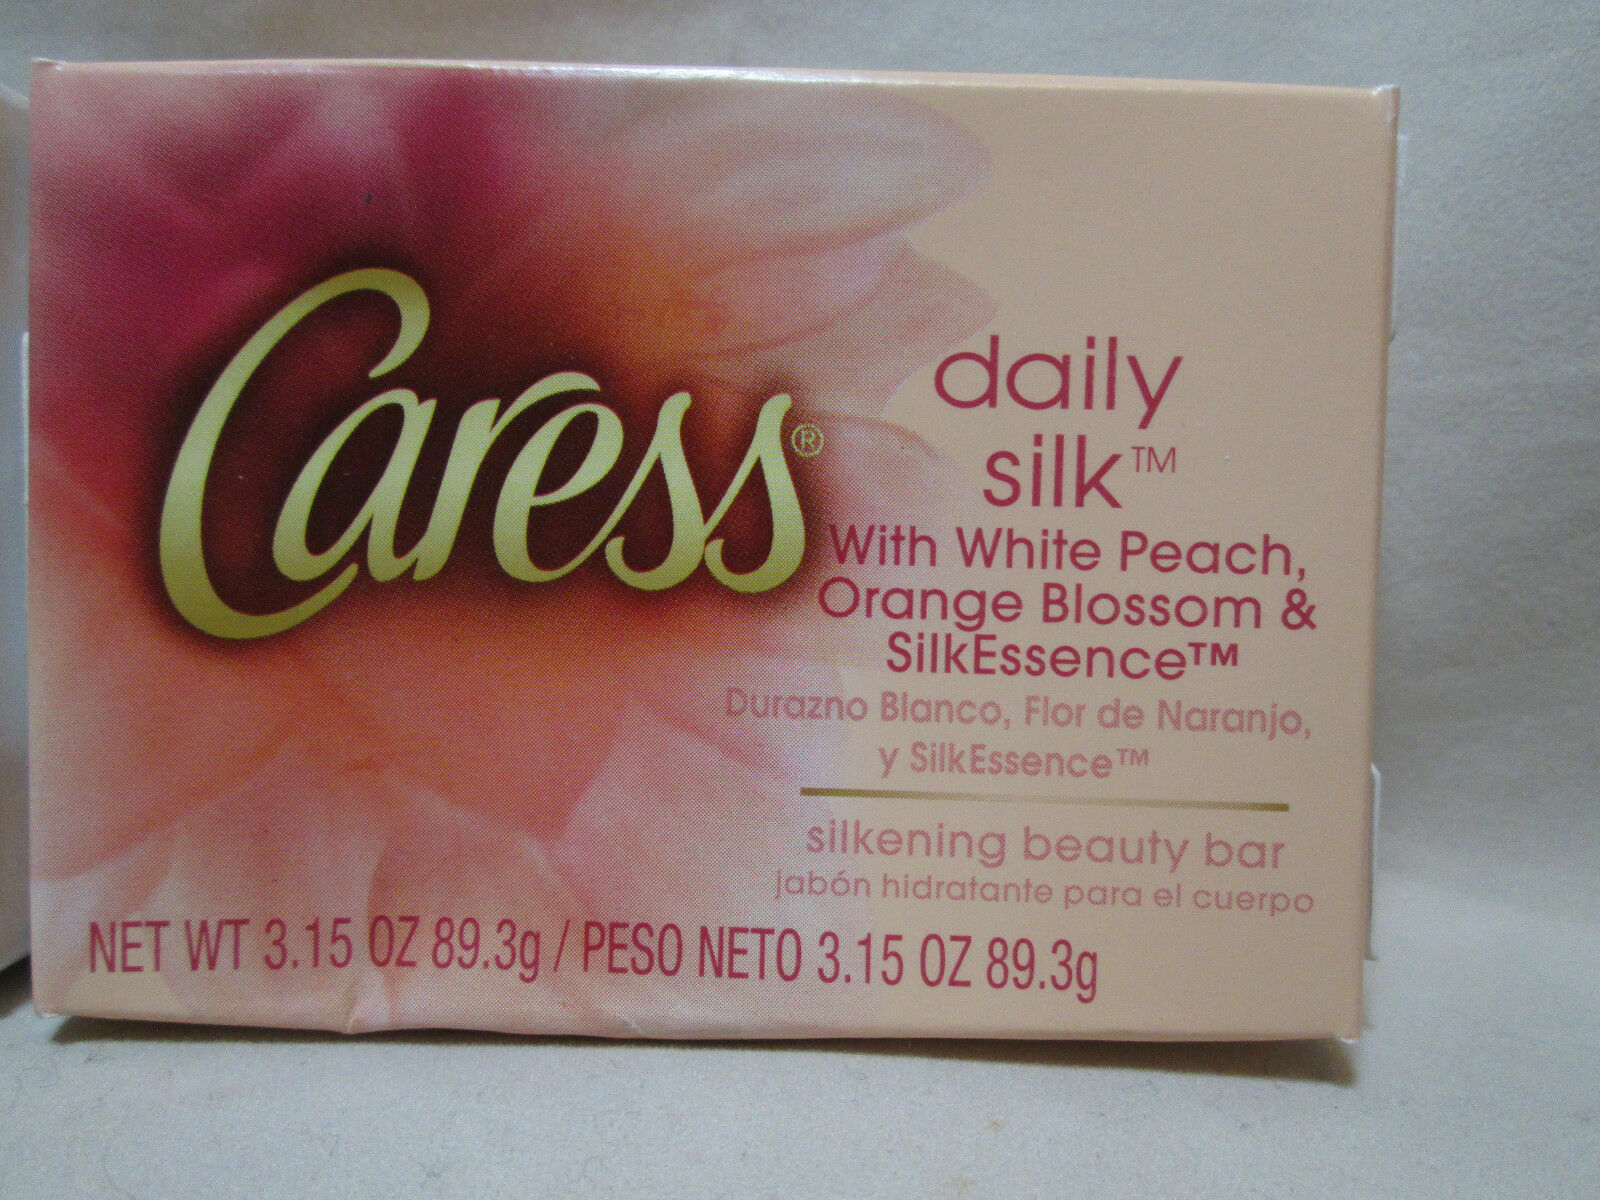 Caress®
daily
silk™
With White Peach,
Orange Blossom &
SilkEssence™
Durazno Blanco, Flor de Naranjo,
y SilkEssence™
silkening beauty bar
jabón hidratante para el cuerpo
NET WT 3.15 OZ 89.3g / PESO NETO 3.15 OZ 89.3g